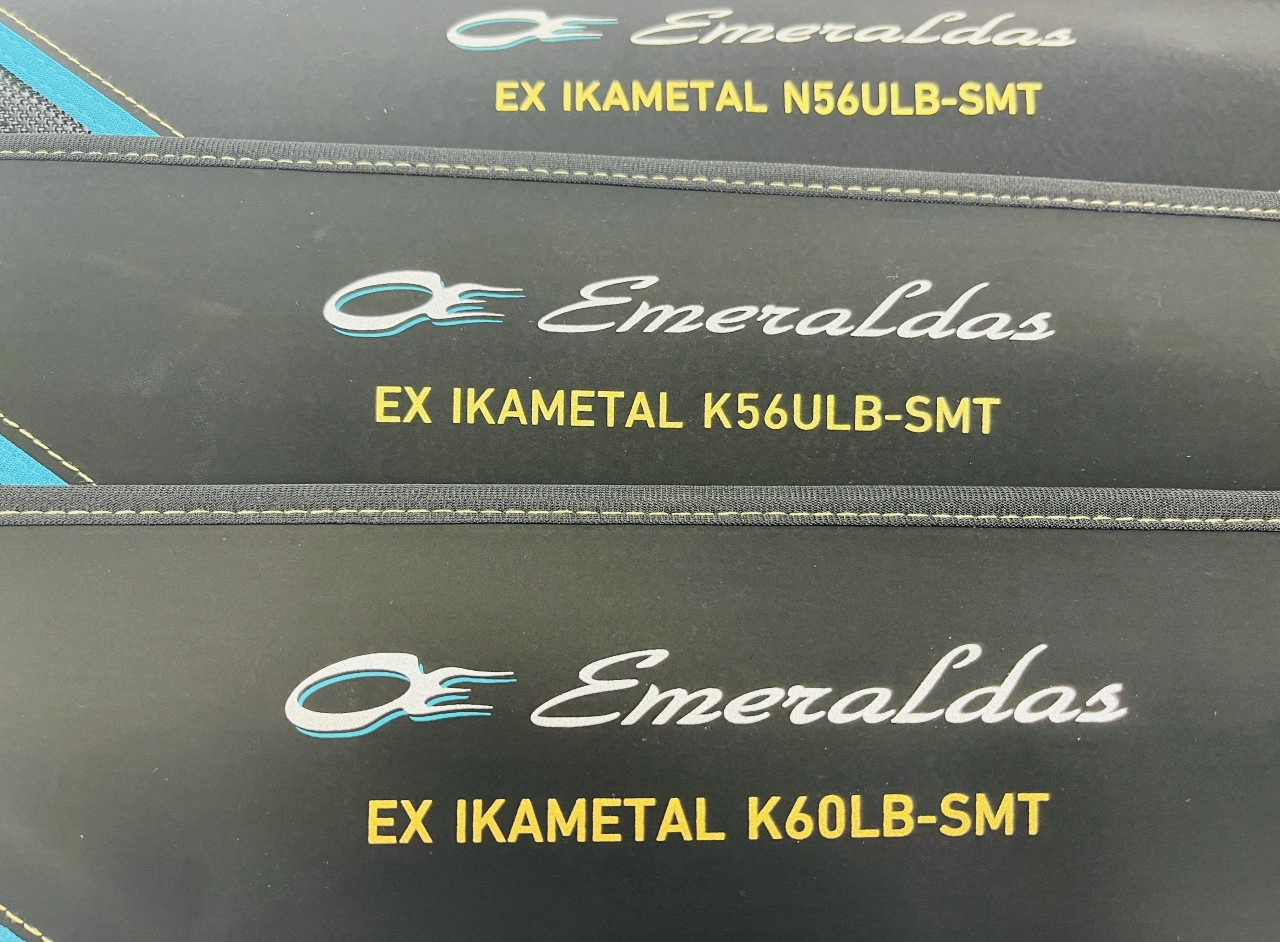 Emeraldas
EX IKAMETAL N56ULB-SMT
Emeraldas
EX IKAMETAL K56ULB-SMT
Emeraldas
EX IKAMETAL K60LB-SMT